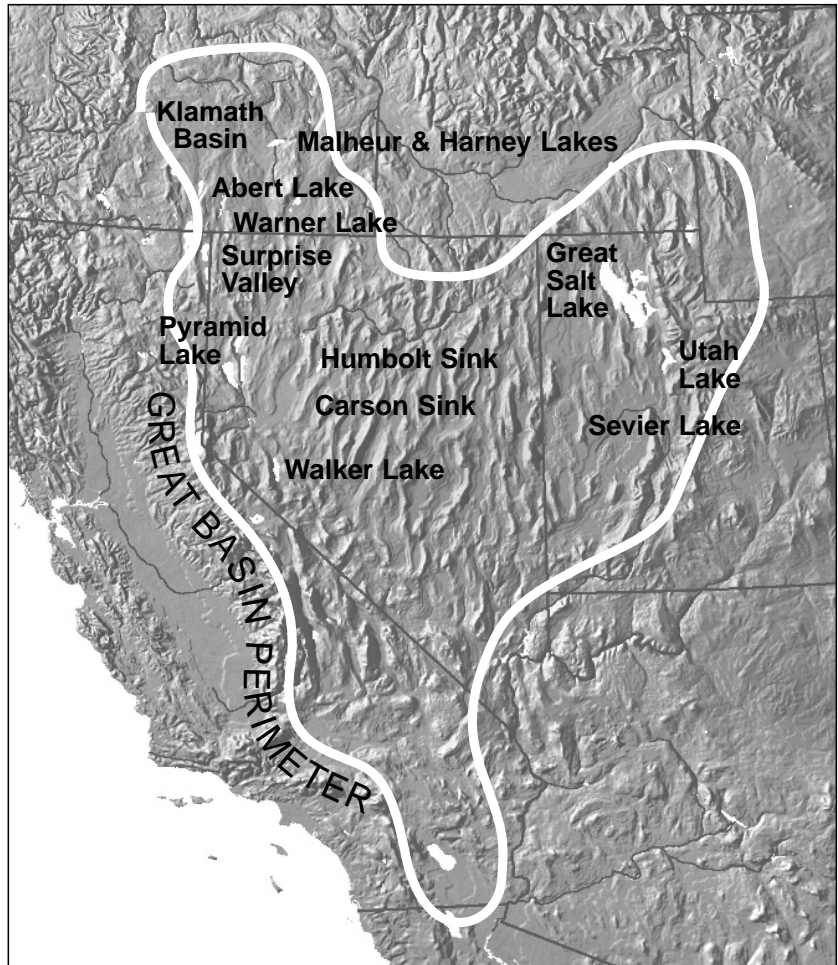 Klamath
Basin
Malheur & Harney Lakes
Abert Lake
Warner Lake
Surprise
Valley
Great
Salt
Lake
Pyramid
Lake
Humbolt Sink
Utah
Lake
Carson Sink
Sevier Lake
Walker Lake
GREAT BASIN PERIMETER